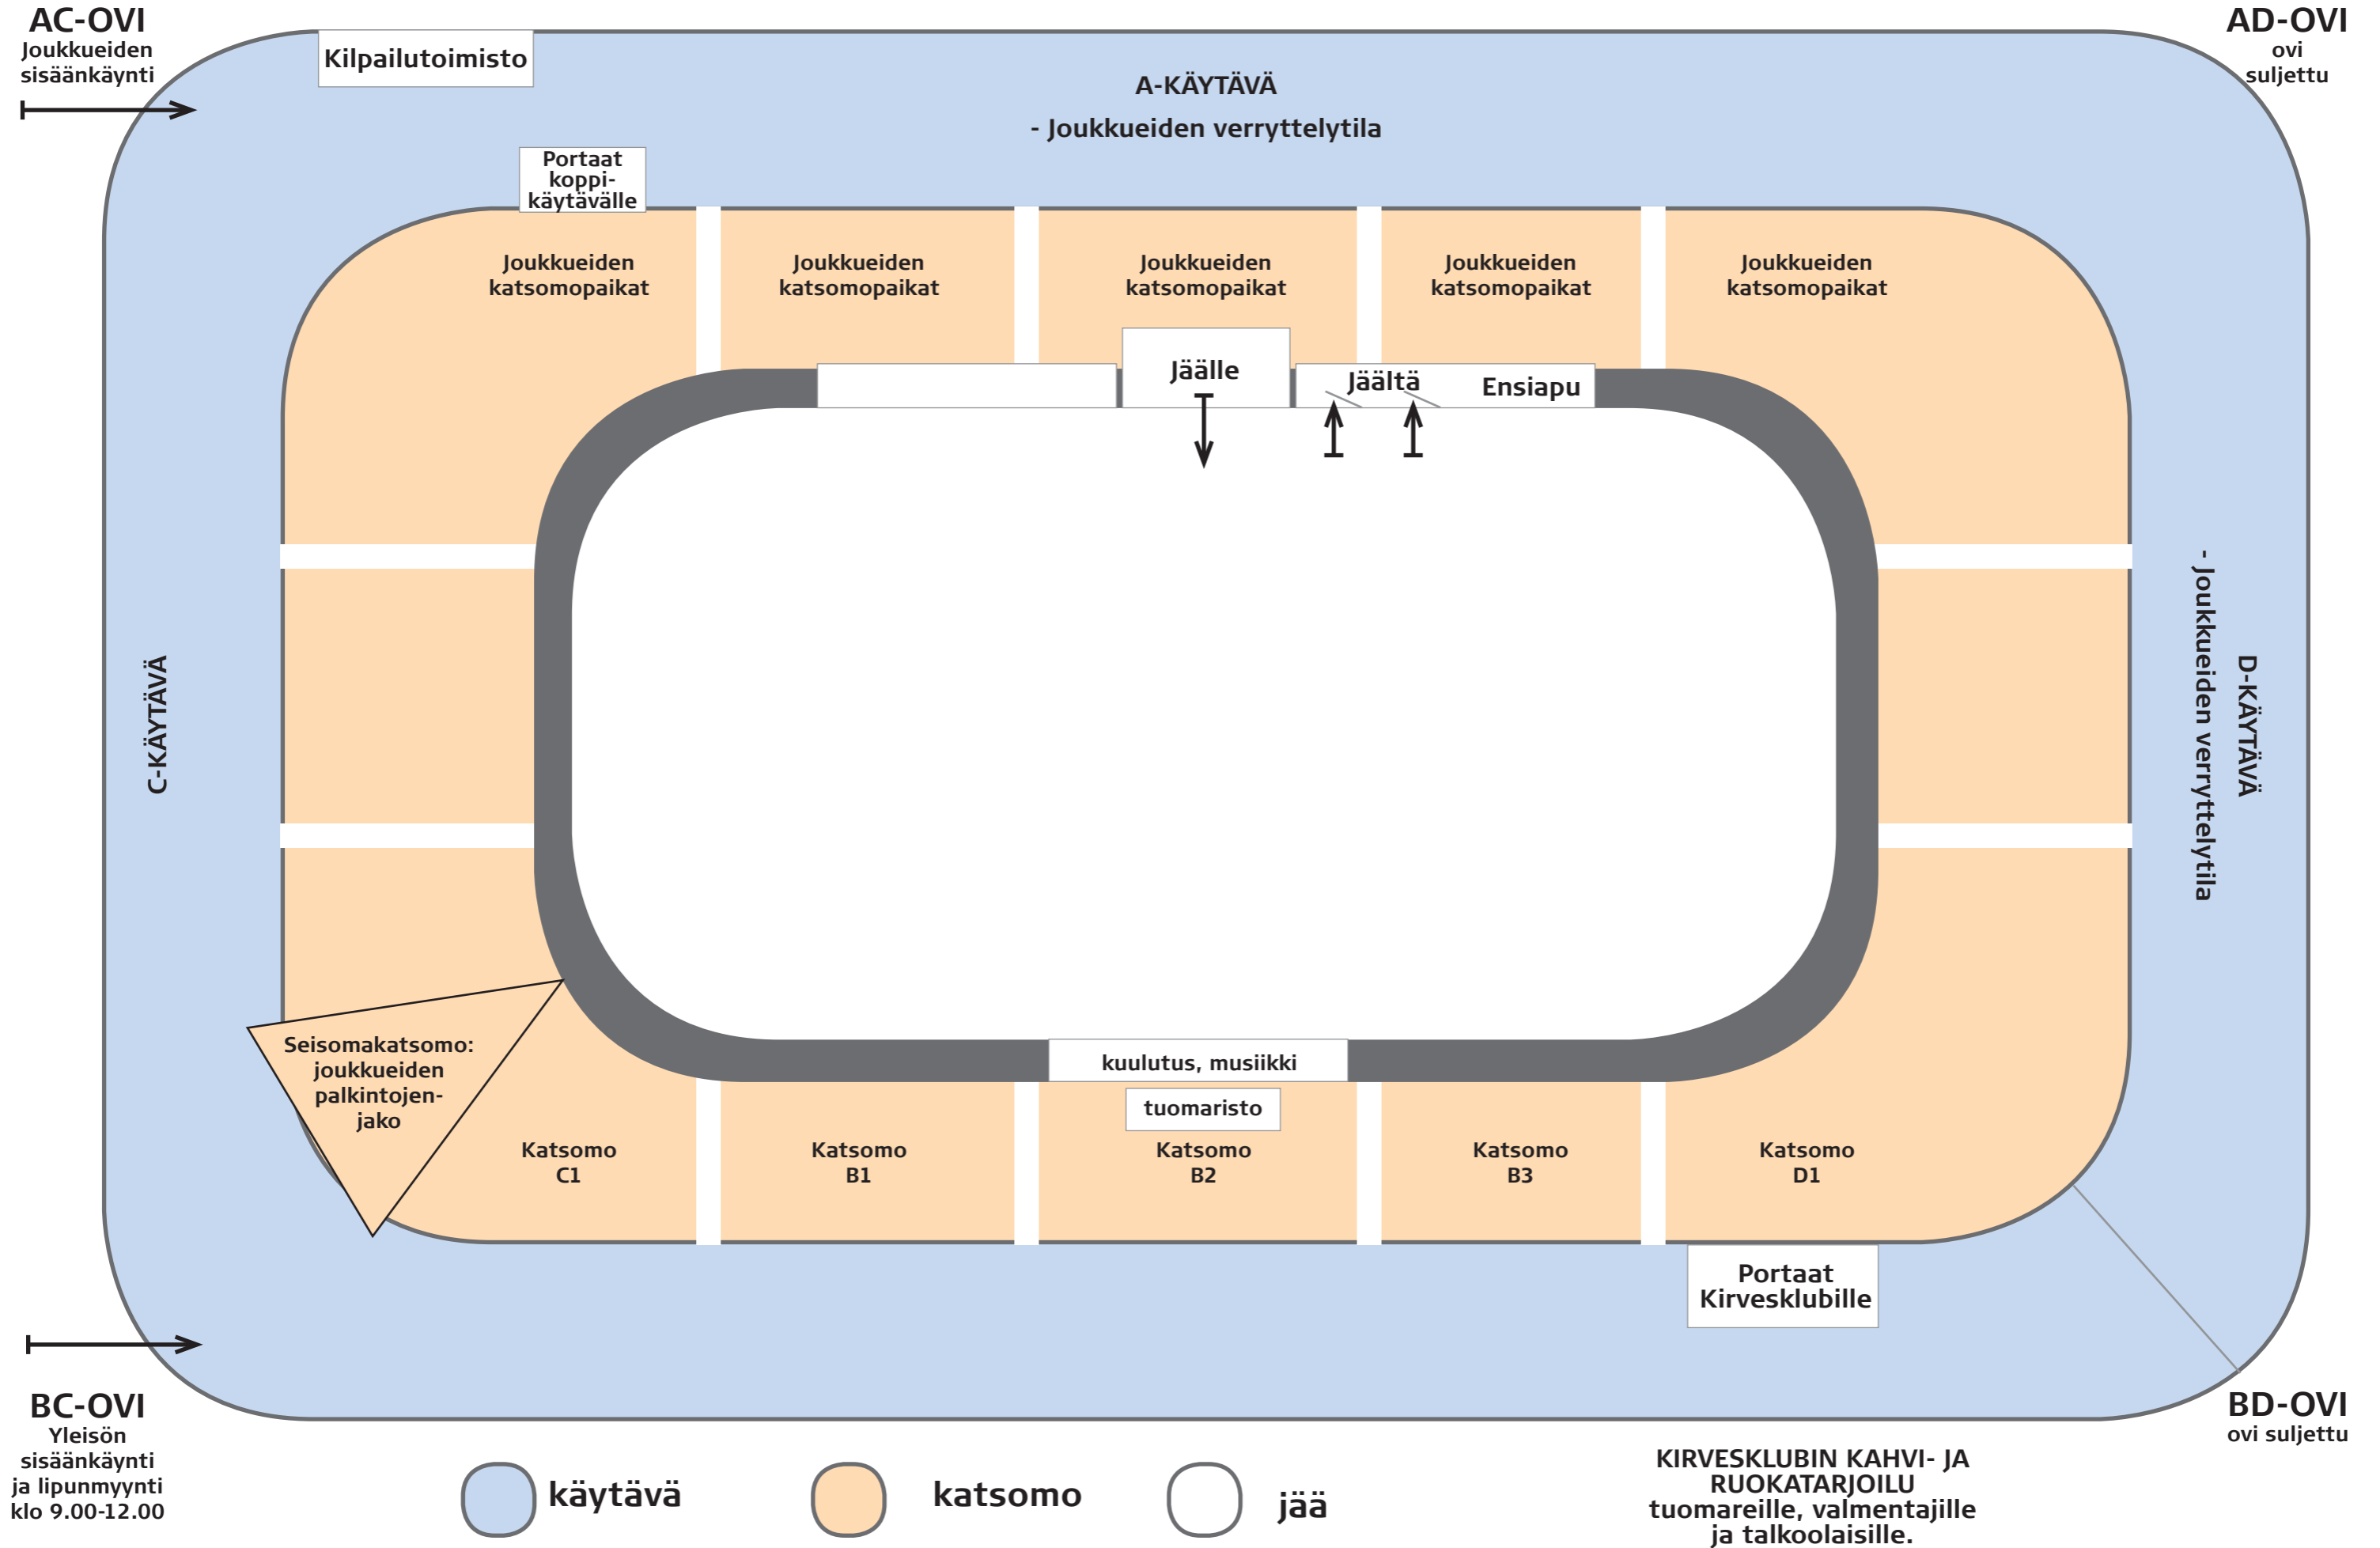 AC-OVI
Joukkueiden
sisäänkäynti
Kilpailutoimisto
A-KÄYTÄVÄ
- Joukkueiden verryttelytila
AD-OVI
ovi
suljettu
Portaat
koppi-
käytävälle
Joukkueiden
katsomopaikat
Joukkueiden
katsomopaikat
Joukkueiden
katsomopaikat
Joukkueiden
katsomopaikat
Joukkueiden
katsomopaikat
Jäälle
Jäältä
Ensiapu
C-KÄYTÄVÄ
D-KÄYTÄVÄ
- Joukkueiden verryttelytila
Seisomakatsomo:
joukkueiden
palkintojen-
jako
kuulutus, musiikki
tuomaristo
Katsomo
C1
Katsomo
B1
Katsomo
B2
Katsomo
B3
Katsomo
D1
Portaat
Kirvesklubille
BC-OVI
Yleisön
sisäänkäynti
ja lipunmyynti
klo 9.00-12.00
BD-OVI
ovi suljettu
käytävä
katsomo
jää
KIRVESKLUBIN KAHVI- JA
RUOKATARJOILU
tuomareille, valmentajille
ja talkoolaisille.